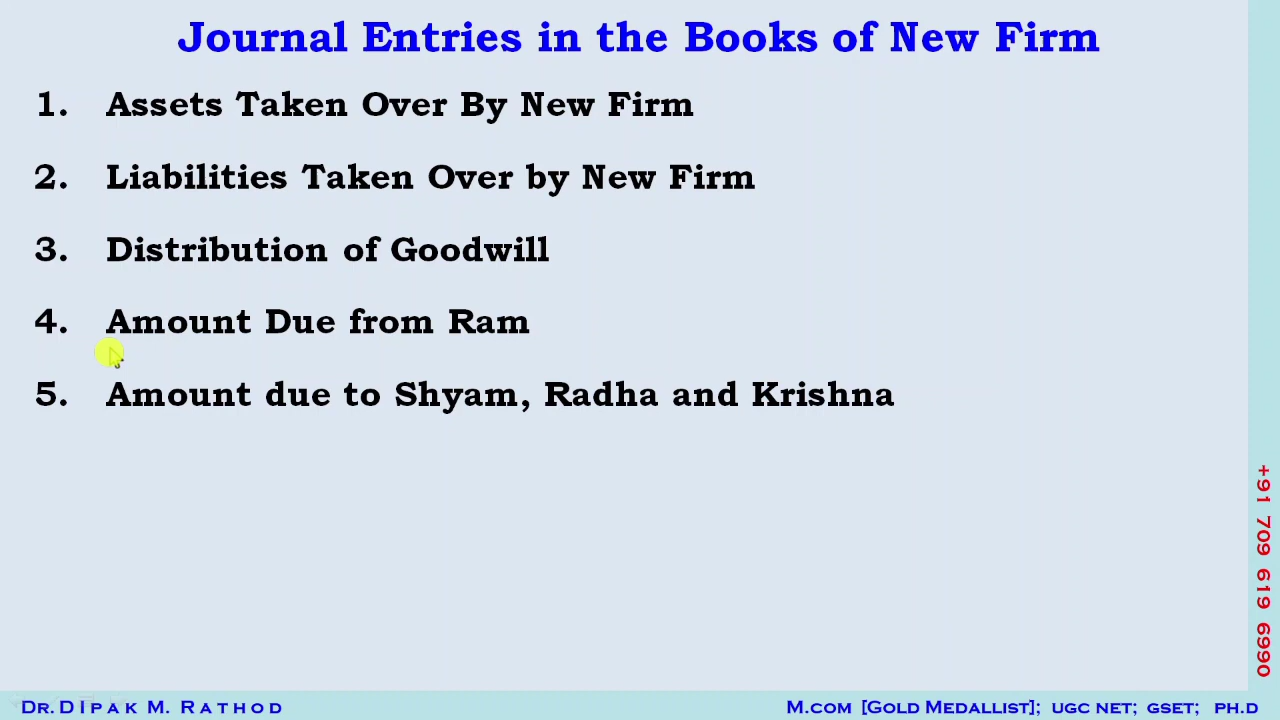 Journal Entries in the Books of New Firm
1. Assets Taken Over By New Firm
2. Liabilities Taken Over by New Firm
3. Distribution of Goodwill
4. Amount Due from Ram
5. Amount due to Shyam, Radha and Krishna
+91 709 619 6990
Dr. Dipak M. Rathod
M.com [Gold Medallist]; UGC NET; GSET; Ph.D